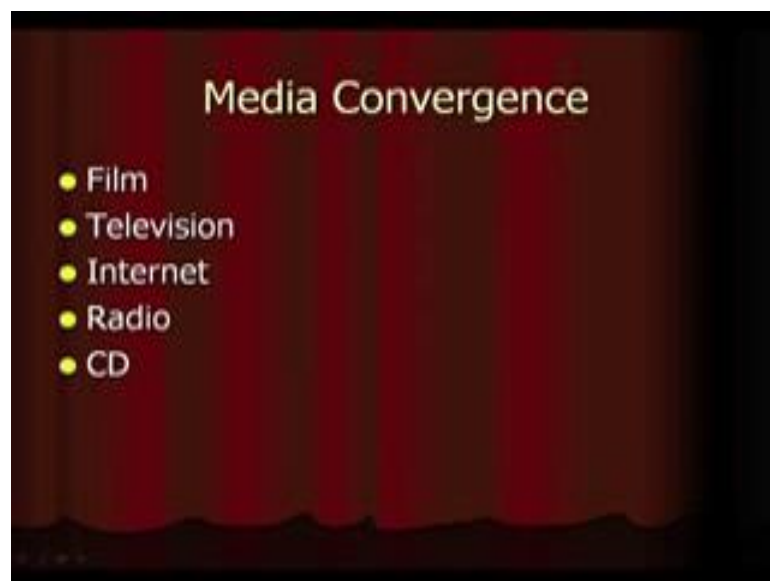 Media Convergence
Film
Television
Internet
Radio
CD